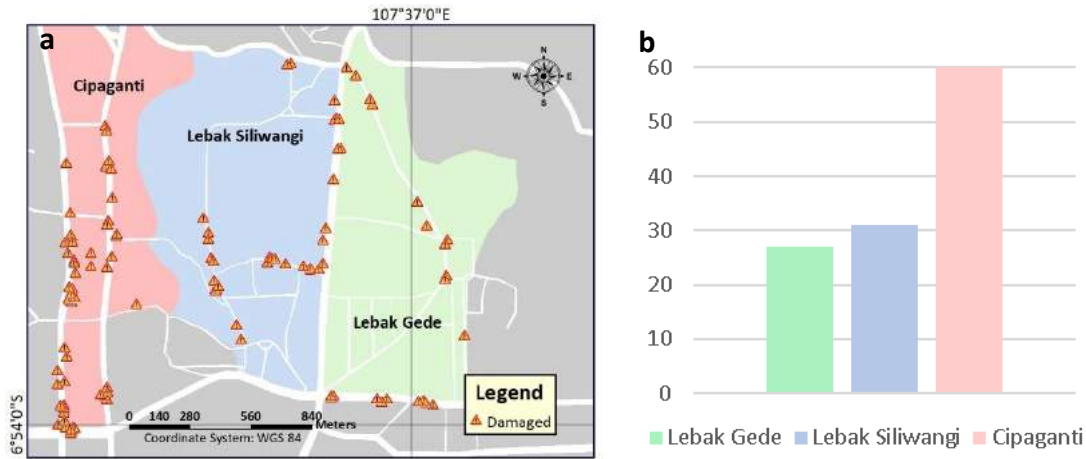 107°37'0"E
a
Cipaganti
N
W
E
S
Lebak Siliwangi
Lebak Gede
6°54'0"S
0 140 280 560 840
Meters
Coordinate System: WGS 84
Legend
Damaged
b
60
50
40
30
20
10
0
Lebak Gede Lebak Siliwangi Cipaganti